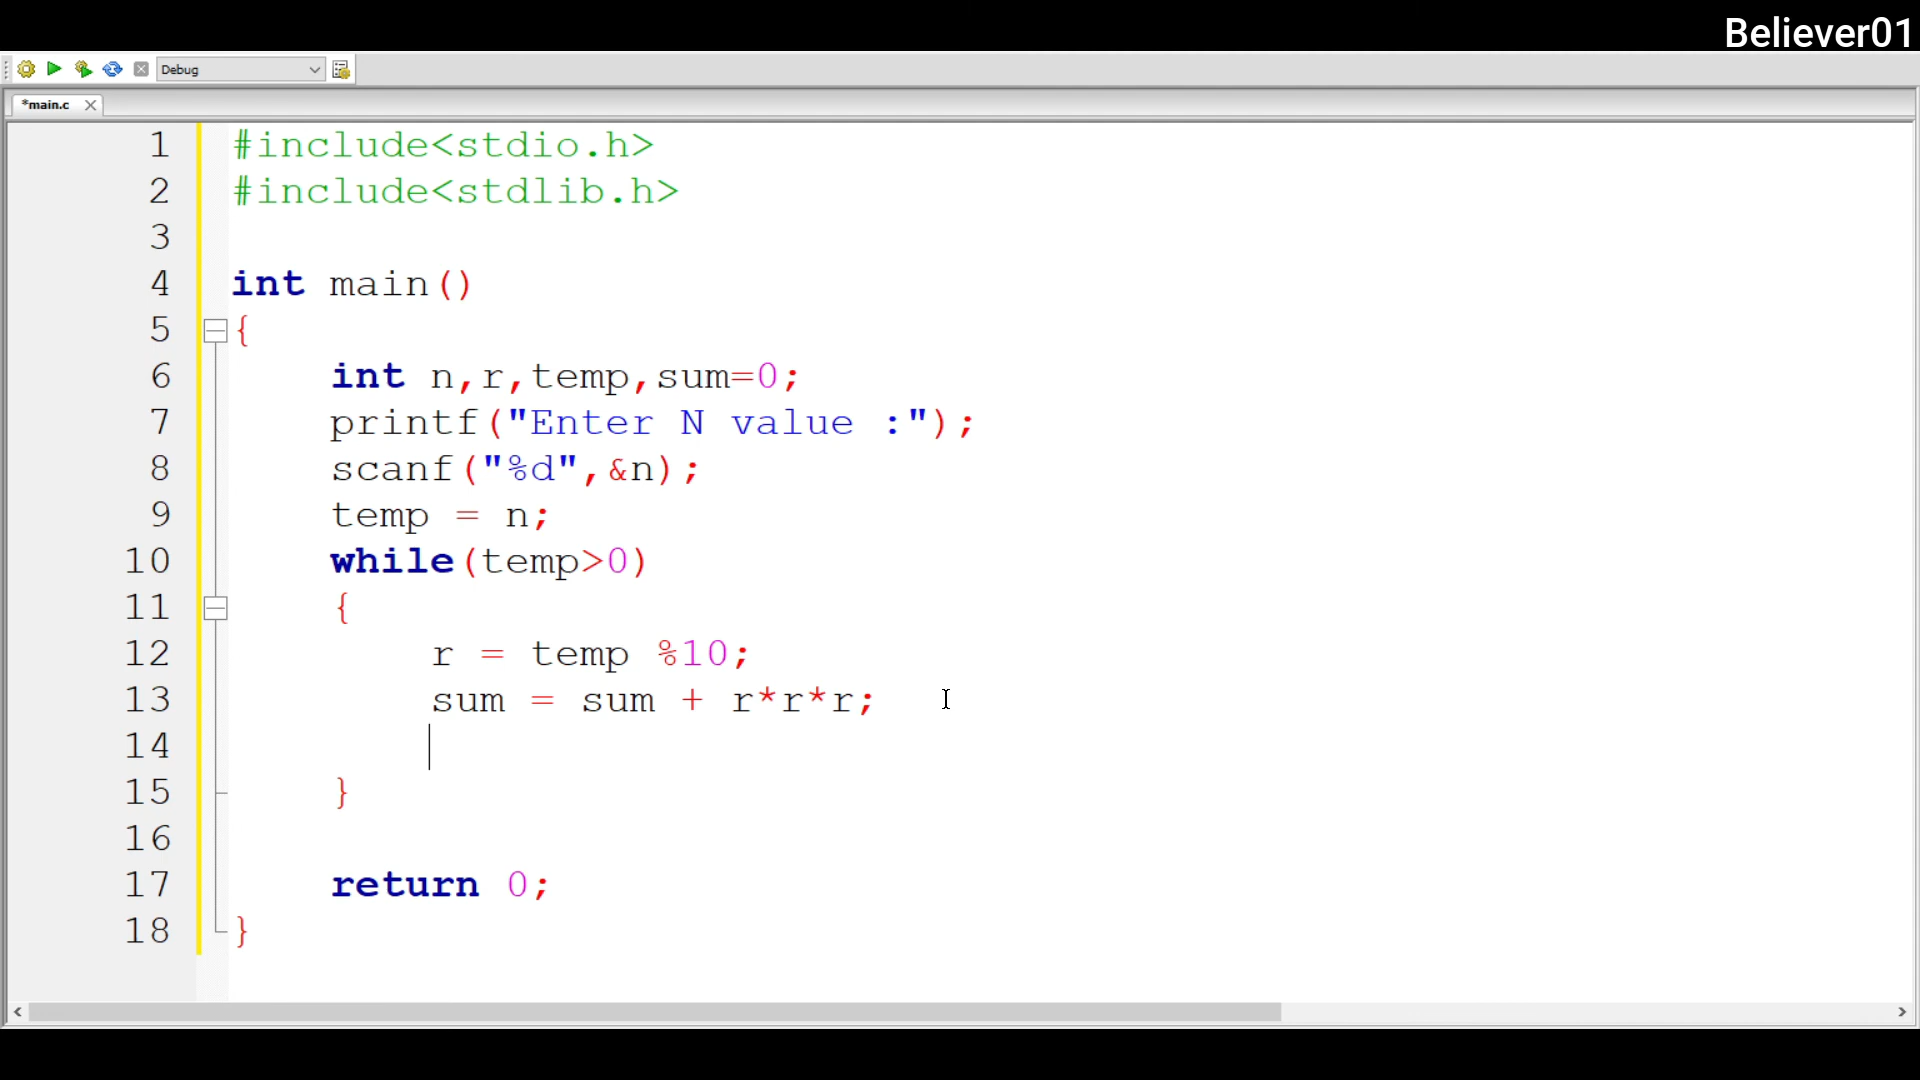 Believer01
Debug
*main.c
1 #include<stdio.h>
2 #include<stdlib.h>
3
4 int main()
5 {
6 int n,r,temp,sum=0;
7 printf("Enter N value :");
8 scanf("%d",&n);
9 temp = n;
10 while(temp>0)
11 {
12 r = temp %10;
13 sum = sum + r*r*r;
14
15 }
16
17 return 0;
18 }